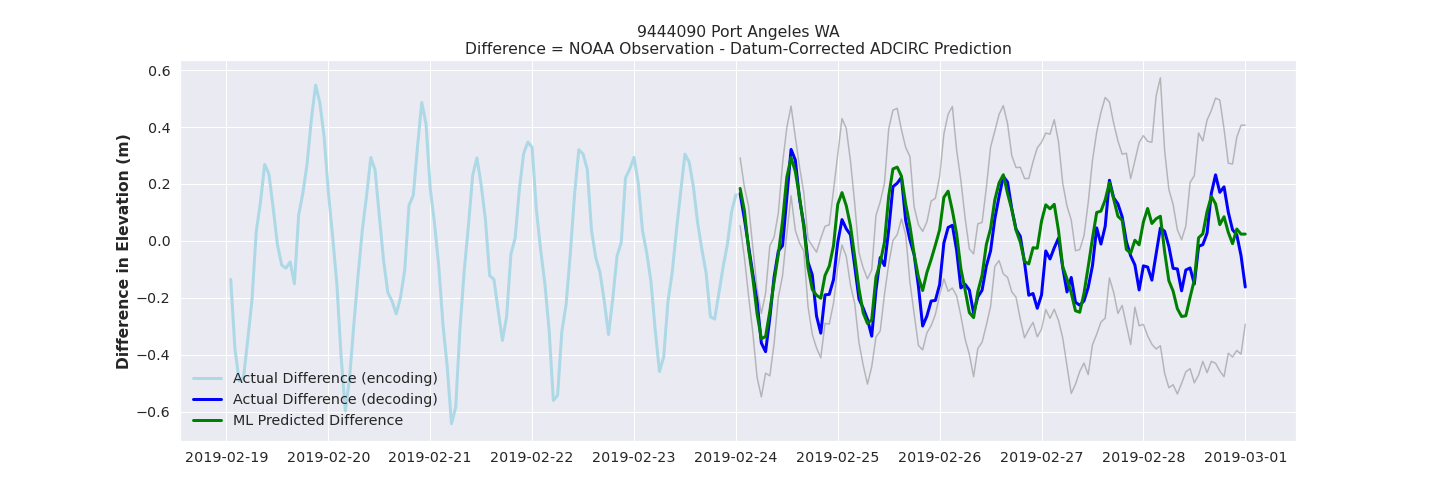 9444090 Port Angeles WA
Difference = NOAA Observation - Datum-Corrected ADCIRC Prediction
Difference in Elevation (m)
0.6
0.4
0.2
0.0
−0.2
−0.4
−0.6
Actual Difference (encoding)
Actual Difference (decoding)
ML Predicted Difference
2019-02-19 2019-02-20 2019-02-21 2019-02-22 2019-02-23 2019-02-24 2019-02-25 2019-02-26 2019-02-27 2019-02-28 2019-03-01